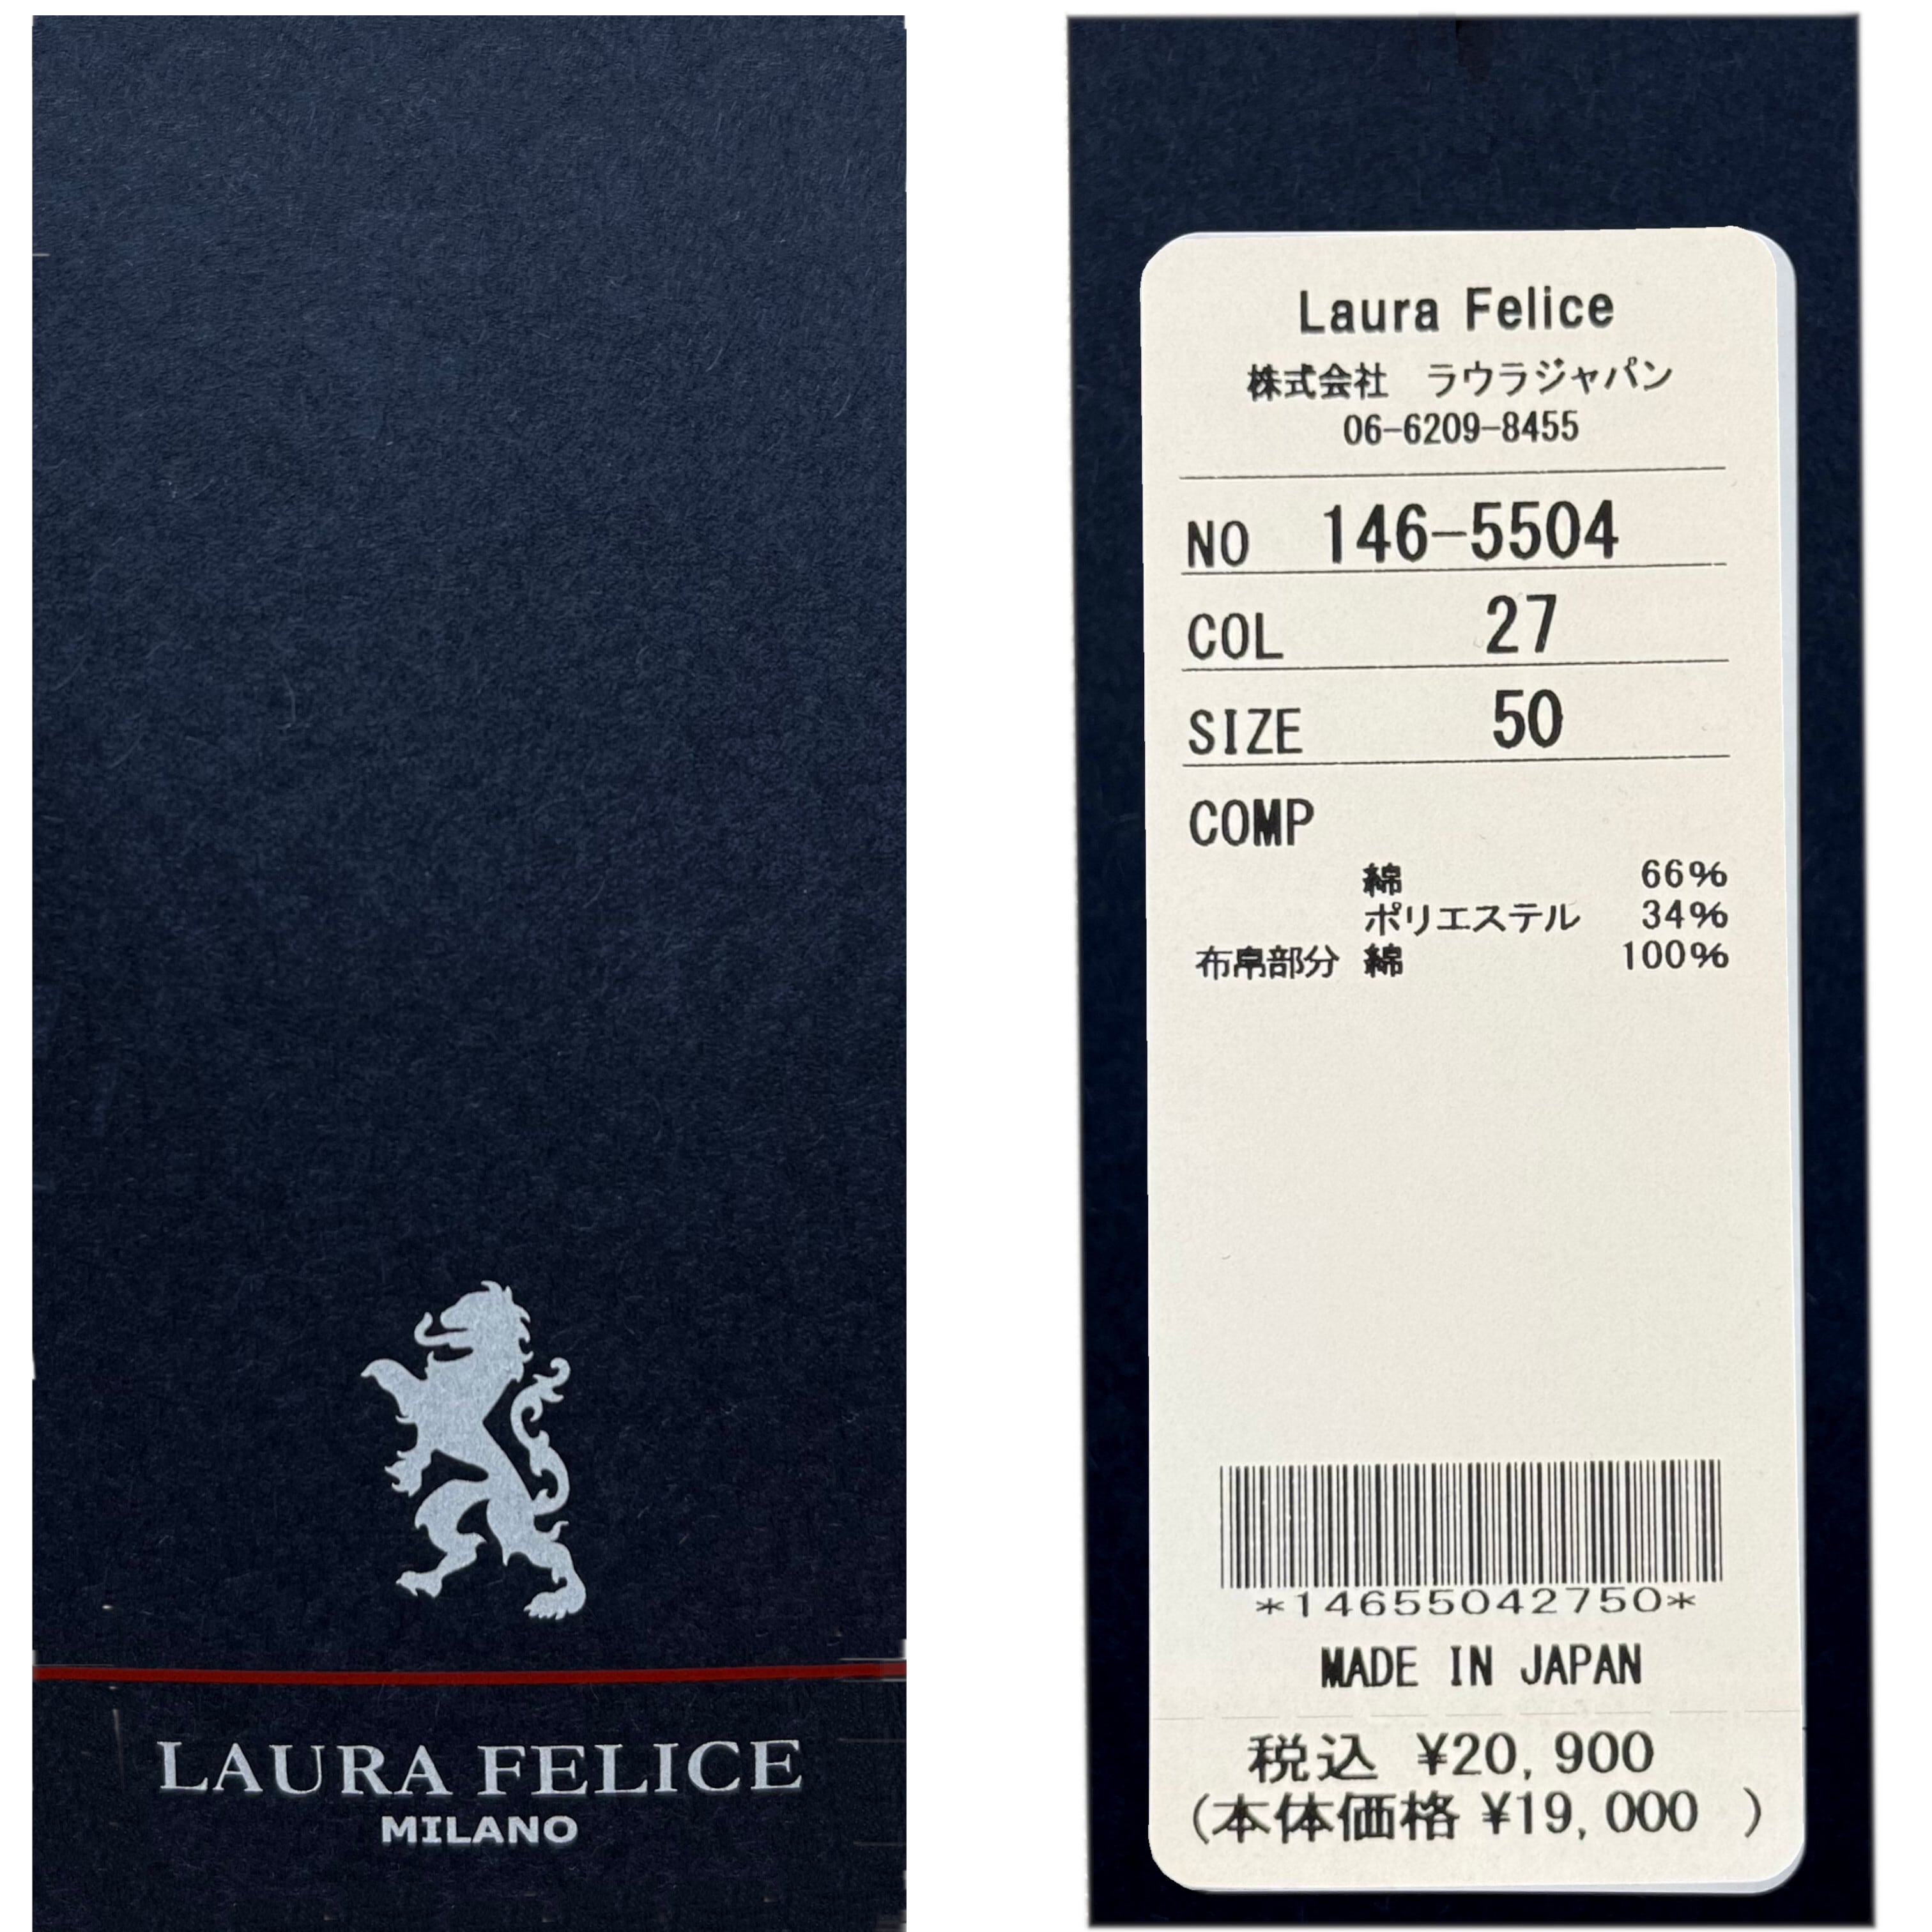 LAURA FELICE
MILANO
Laura Felice
株式会社　ラウラジャパン
06-6209-8455
NO 146-5504
COL 27
SIZE 50
COMP
綿 66%
ポリエステル 34%
布帛部分 綿 100%
*14655042750*
MADE IN JAPAN
税込 ¥20,900
(本体価格 ¥19,000 )